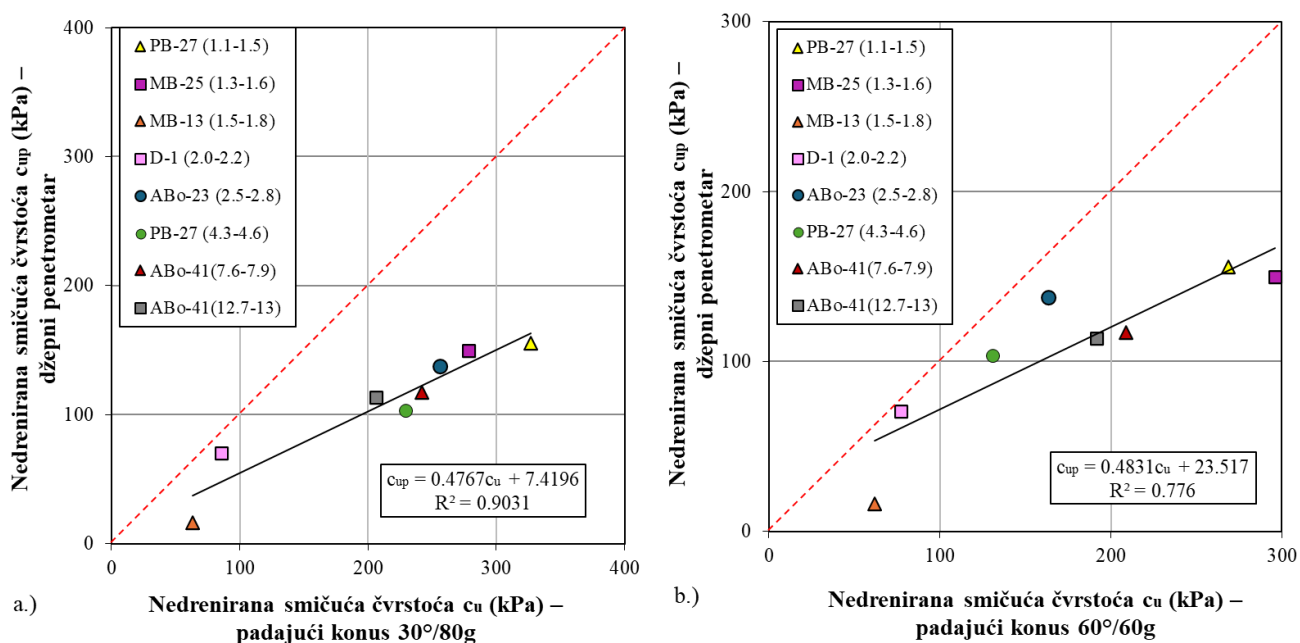 Nedrenirana smičuća čvrstoća cup (kPa) –
džepni penetrometar
400
300
200
100
0
PB-27 (1.1-1.5)
MB-25 (1.3-1.6)
MB-13 (1.5-1.8)
D-1 (2.0-2.2)
ABo-23 (2.5-2.8)
PB-27 (4.3-4.6)
ABo-41(7.6-7.9)
ABo-41(12.7-13)
cup = 0.4767cu + 7.4196
R² = 0.9031
0 100 200 300 400
a.)
Nedrenirana smičuća čvrstoća cu (kPa) –
padajući konus 30°/80g
Nedrenirana smičuća čvrstoća cup (kPa) –
džepni penetrometar
300
200
100
0
PB-27 (1.1-1.5)
MB-25 (1.3-1.6)
MB-13 (1.5-1.8)
D-1 (2.0-2.2)
ABo-23 (2.5-2.8)
PB-27 (4.3-4.6)
ABo-41(7.6-7.9)
ABo-41(12.7-13)
cup = 0.4831cu + 23.517
R² = 0.776
0 100 200 300
b.)
Nedrenirana smičuća čvrstoća cu (kPa) –
padajući konus 60°/60g